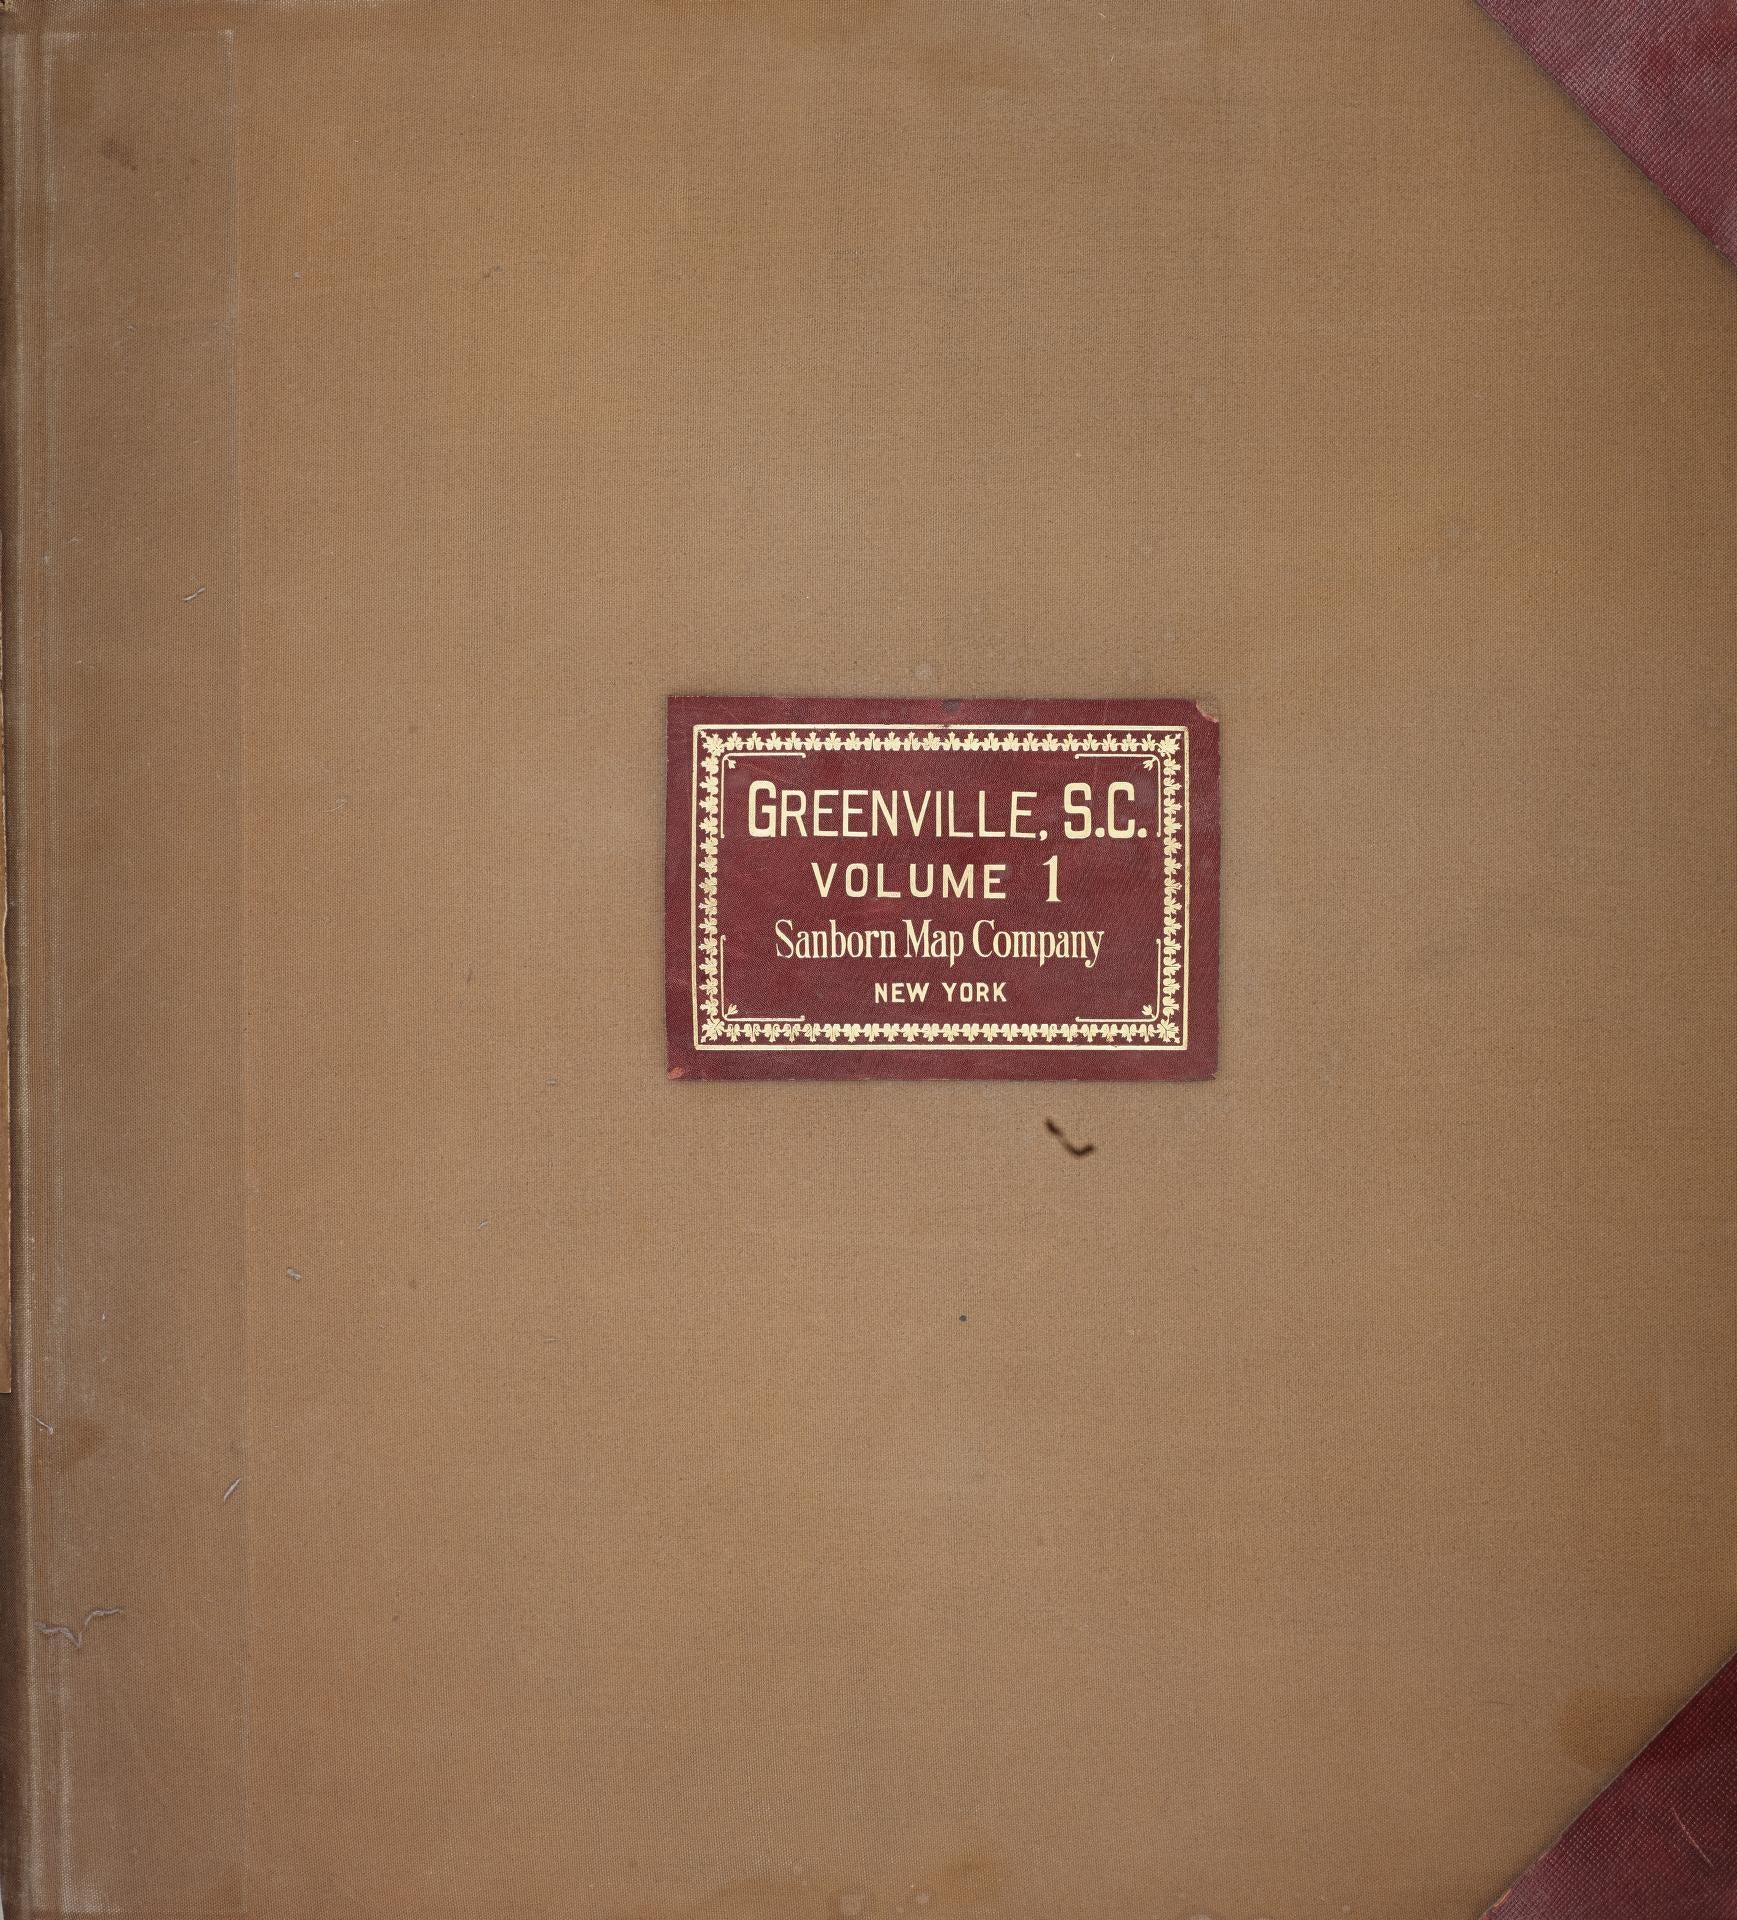 GREENVILLE, S.C.
VOLUME 1
Sanborn Map Company
NEW YORK